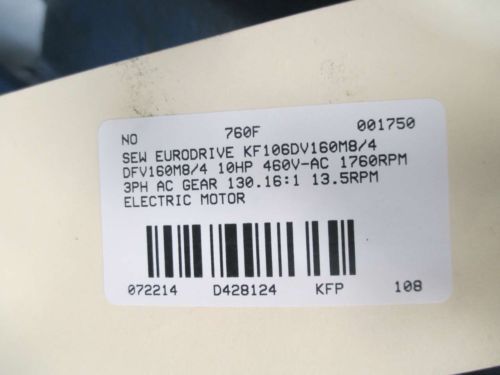 NO 760F 001750
SEW EURODRIVE KF106DV160M8/4
DFV160M8/4 10HP 460V-AC 1760RPM
3PH AC GEAR 130.16:1 13.5RPM
ELECTRIC MOTOR
072214 D428124 KFP 108